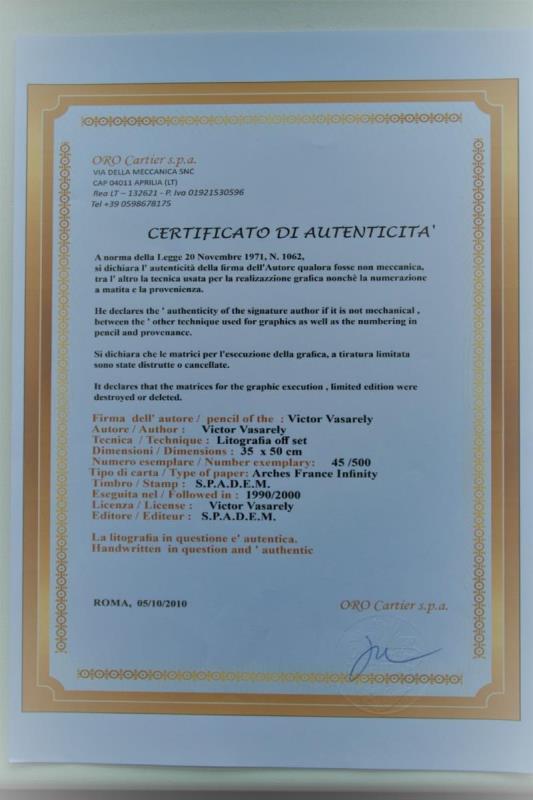 ORO Cartier s.p.a.
VIA DELLA MECCANICA SNC
CAP 04011 APRILIA (LT)
Rea LT – 132621 - P. Iva 01921530596
Tel +39 0598678175
CERTIFICATO DI AUTENTICITA'
A norma della Legge 20 Novembre 1971, N. 1062,
si dichiara l' autenticità della firma dell'Autore qualora fosse non meccanica,
tra l' altro la tecnica usata per la realizazzione grafica nonchè la numerazione
a matita e la provenienza.
He declares the ' authenticity of the signature author if it is not mechanical ,
between the ' other technique used for graphics as well as the numbering in
pencil and provenance.
Si dichiara che le matrici per l'esecuzione della grafica, a tiratura limitata
sono state distrutte o cancellate.
It declares that the matrices for the graphic execution , limited edition were
destroyed or deleted.
Firma dell' autore / pencil of the : Victor Vasarely
Autore / Author : Victor Vasarely
Tecnica / Technique : Litografia off set
Dimensioni / Dimensions : 35 x 50 cm
Numero esemplare / Number exemplary: 45 /500
Tipo di carta / Type of paper: Arches France Infinity
Timbro / Stamp : S.P.A.D.E.M.
Eseguita nel / Followed in : 1990/2000
Licenza / License : Victor Vasarely
Editore / Editeur : S.P.A.D.E.M.
La litografia in questione e' autentica.
Handwritten in question and ' authentic
ROMA, 05/10/2010
ORO Cartier s.p.a.